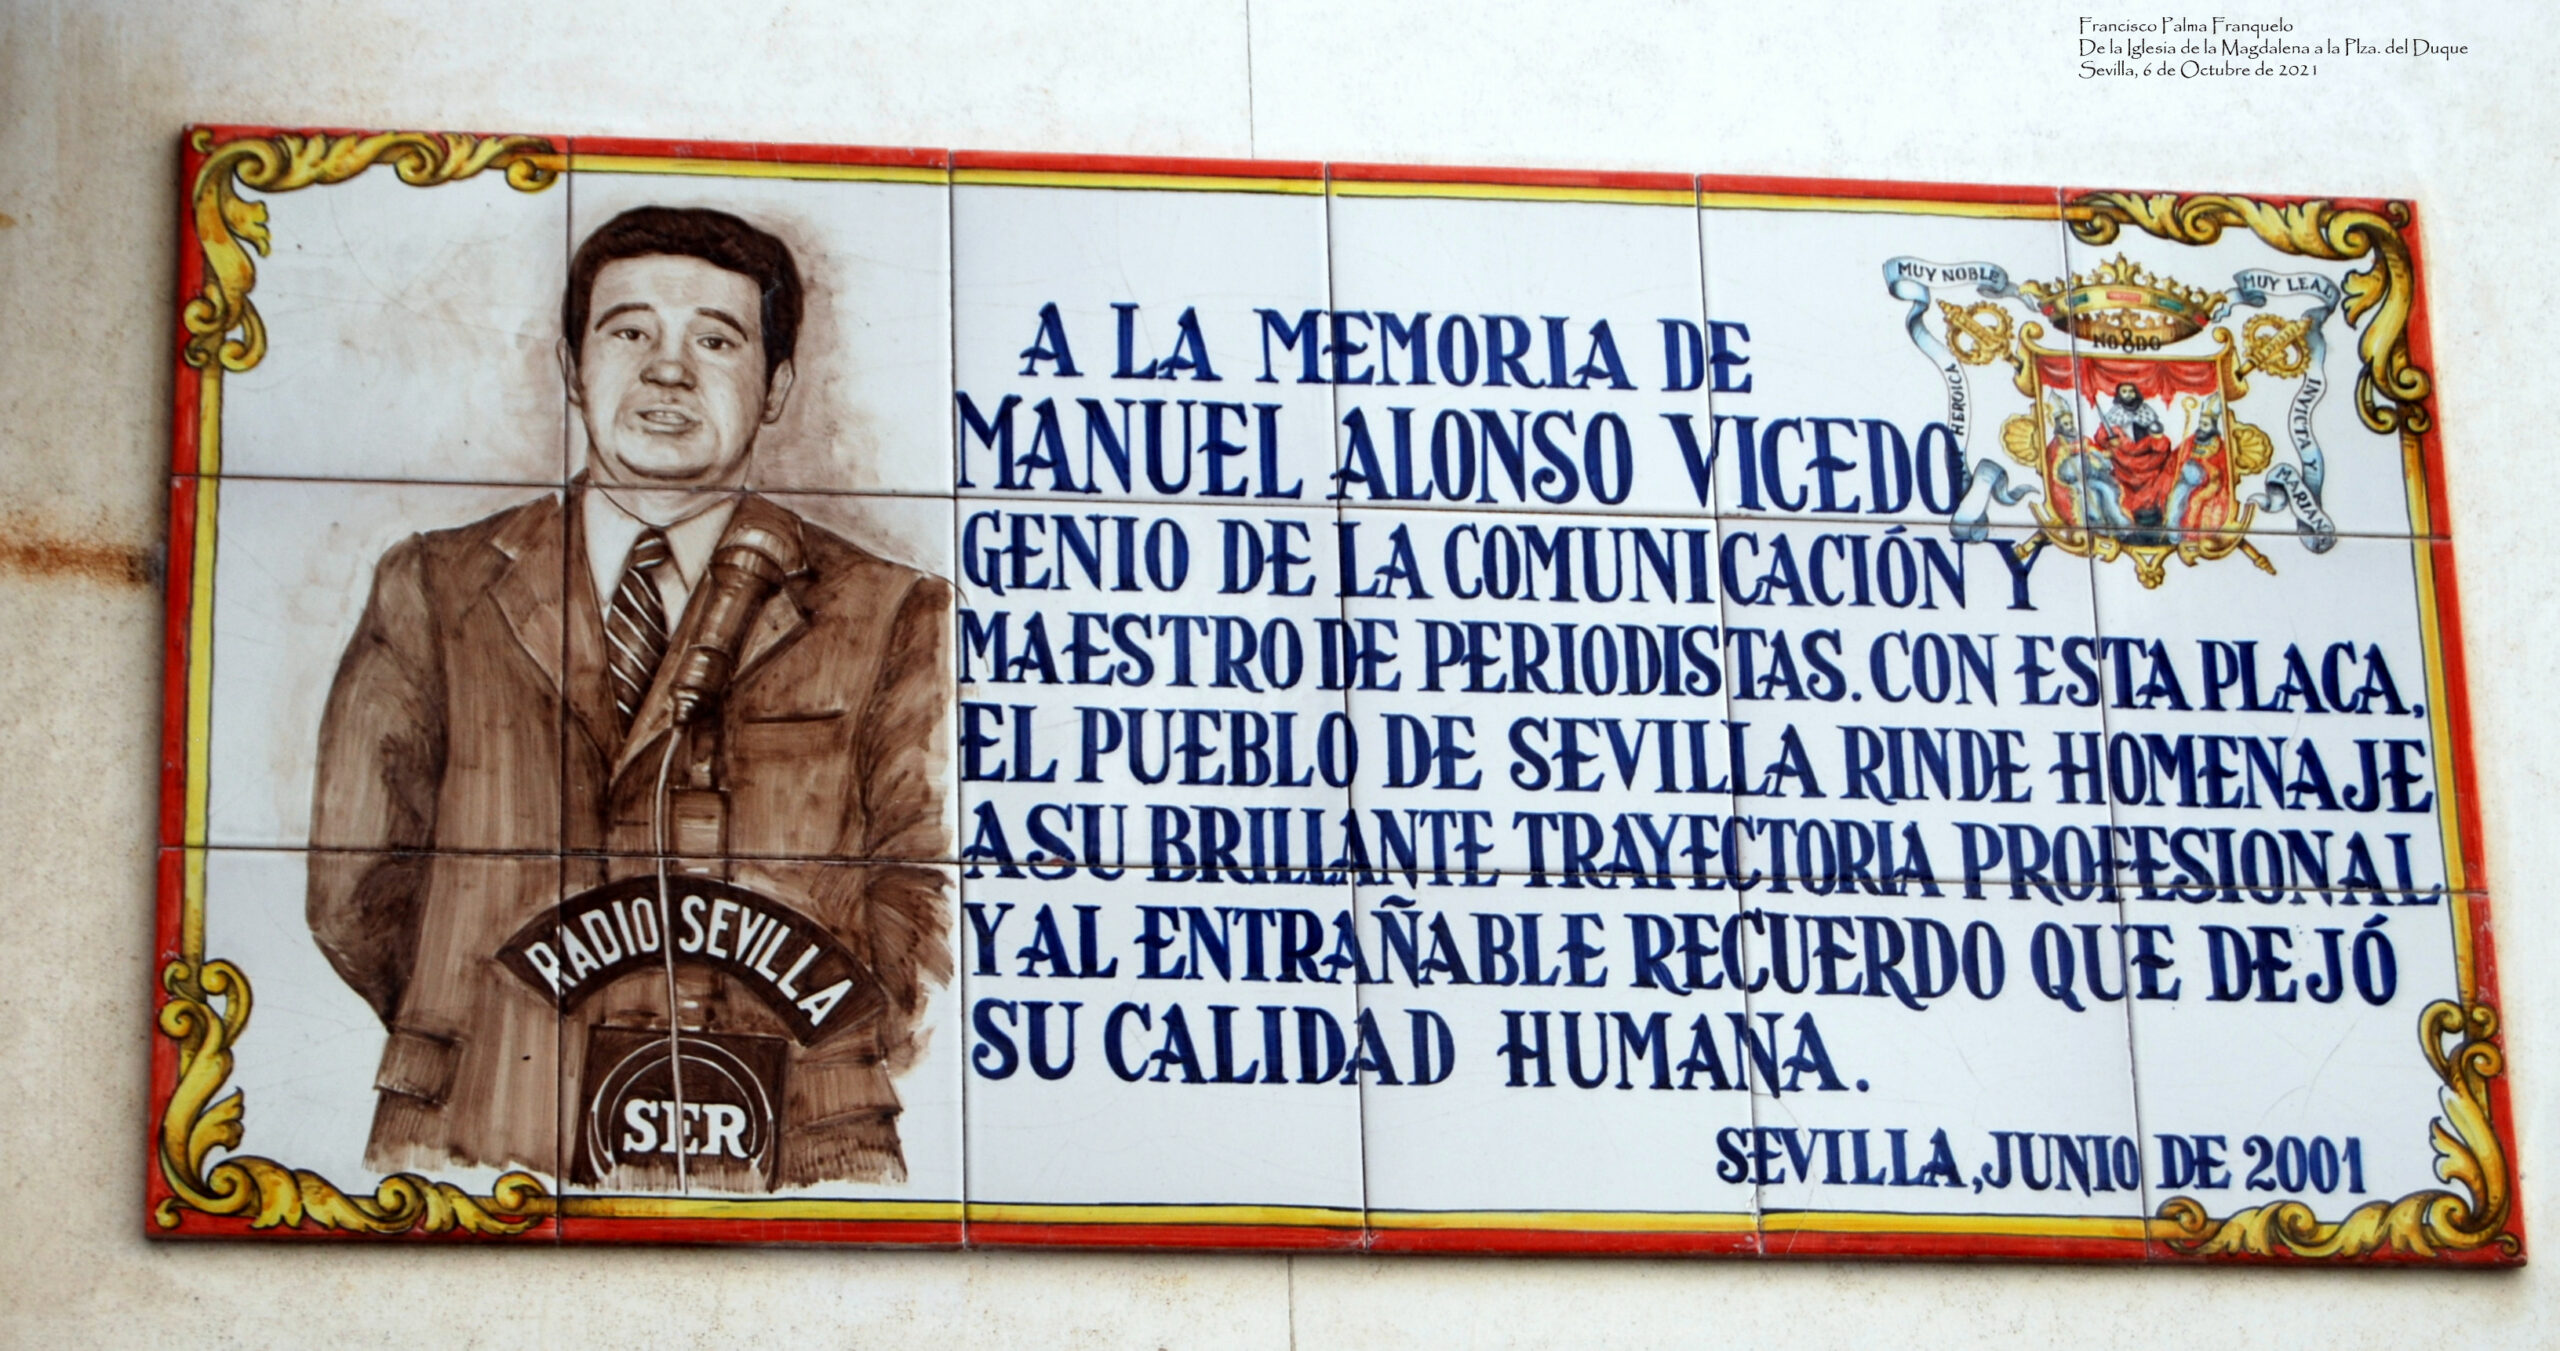 Francisco Palma Franquelo
De la Iglesia de la Magdalena a la Plza. del Duque
Sevilla, 6 de Octubre de 2021
MUY NOBLE
MUY LEAL
HEROICA
INVICTA Y
MARIANA
NO8DO
A LA MEMORIA DE
MANUEL ALONSO VICEDO
GENIO DE LA COMUNICACIÓN Y
MAESTRO DE PERIODISTAS. CON ESTA PLACA,
EL PUEBLO DE SEVILLA RINDE HOMENAJE
A SU BRILLANTE TRAYECTORIA PROFESIONAL
Y AL ENTRAÑABLE RECUERDO QUE DEJÓ
SU CALIDAD HUMANA.
SEVILLA, JUNIO DE 2001
RADIO SEVILLA
SER